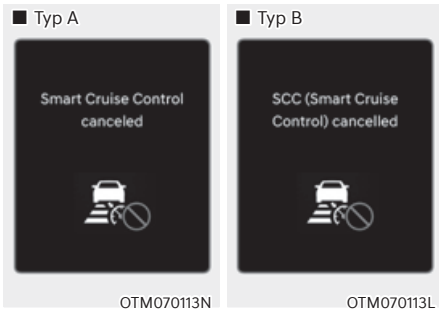 ■ Typ A
Smart Cruise Control
canceled
OTM070113N
■ Typ B
SCC (Smart Cruise
Control) cancelled
OTM070113L